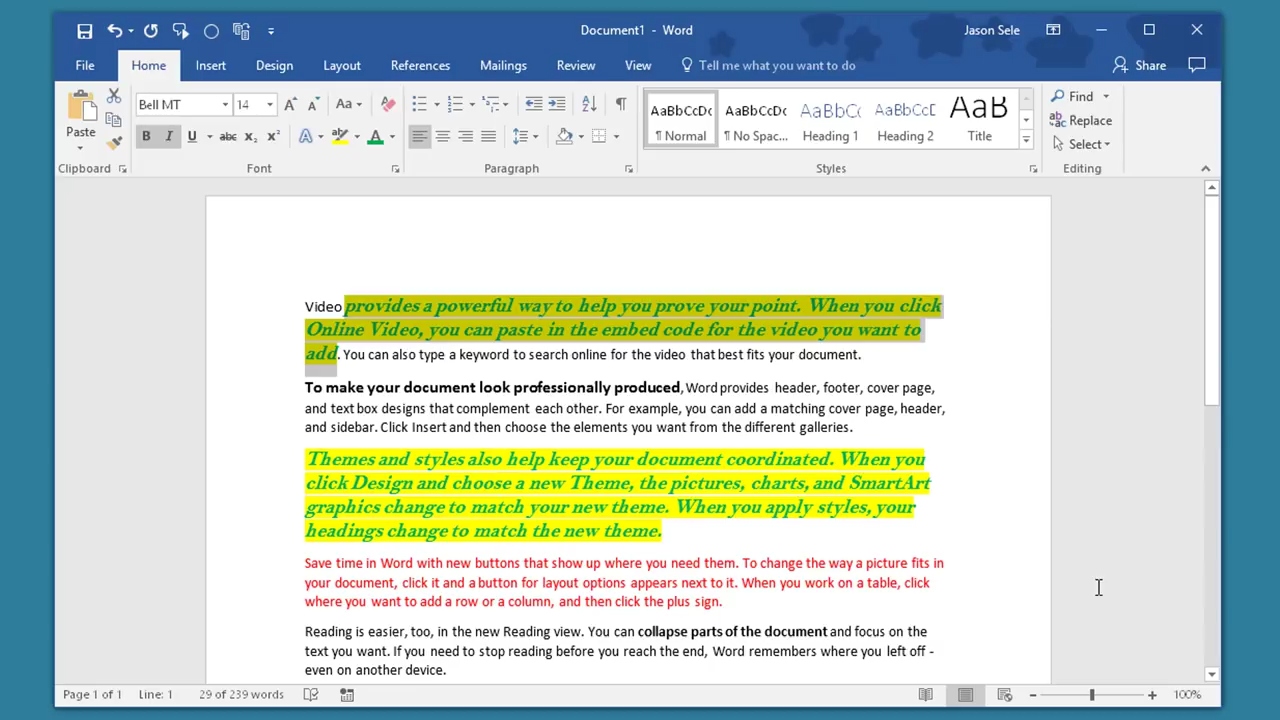 Document1 - Word
Jason Sele
File Home Insert Design Layout References Mailings Review View Tell me what you want to do Share
Paste
Bell MT 14 Aa
B I U abc x₂ x² A A
AaBbCcDc AaBbCcDc AaBbC( AaBbCcE AaB
¶ Normal ¶ No Spac... Heading 1 Heading 2 Title
Find
Replace
Select
Clipboard Font Paragraph Styles Editing
Video provides a powerful way to help you prove your point. When you click
Online Video, you can paste in the embed code for the video you want to
add. You can also type a keyword to search online for the video that best fits your document.
To make your document look professionally produced, Word provides header, footer, cover page,
and text box designs that complement each other. For example, you can add a matching cover page, header,
and sidebar. Click Insert and then choose the elements you want from the different galleries.
Themes and styles also help keep your document coordinated. When you
click Design and choose a new Theme, the pictures, charts, and SmartArt
graphics change to match your new theme. When you apply styles, your
headings change to match the new theme.
Save time in Word with new buttons that show up where you need them. To change the way a picture fits in
your document, click it and a button for layout options appears next to it. When you work on a table, click
where you want to add a row or a column, and then click the plus sign.
Reading is easier, too, in the new Reading view. You can collapse parts of the document and focus on the
text you want. If you need to stop reading before you reach the end, Word remembers where you left off -
even on another device.
Page 1 of 1 Line: 1 29 of 239 words 100%